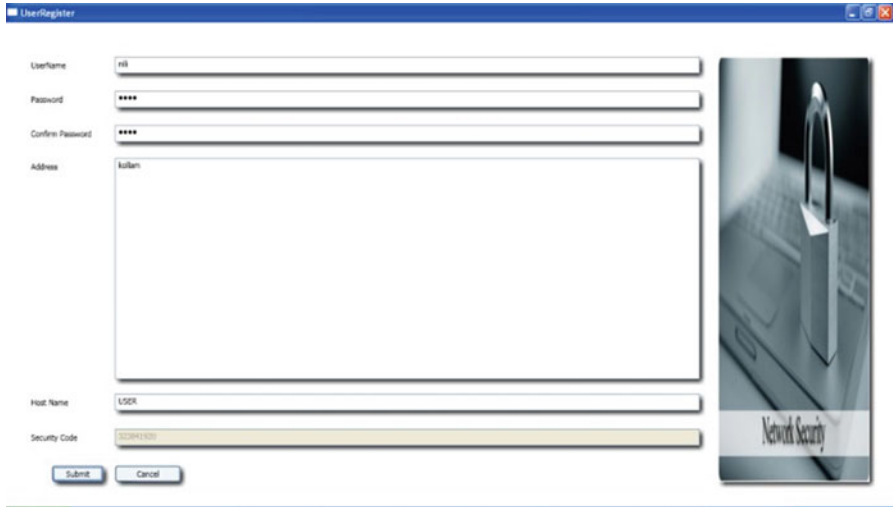 UserRegister
UserName
nili
Password
••••
Confirm Password
••••
Address
kollam
Host Name
USER
Security Code
Submit Cancel
Network Security